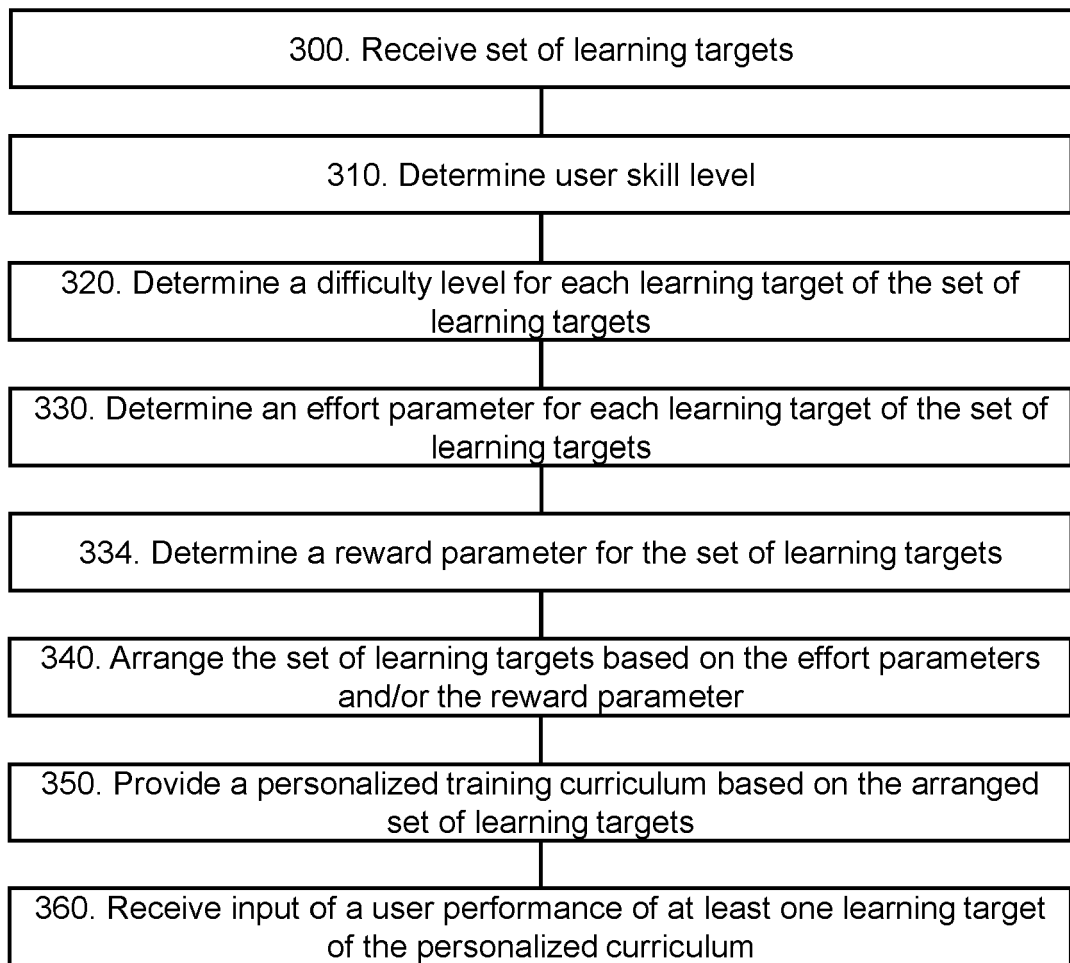 300. Receive set of learning targets
310. Determine user skill level
320. Determine a difficulty level for each learning target of the set of
learning targets
330. Determine an effort parameter for each learning target of the set of
learning targets
334. Determine a reward parameter for the set of learning targets
340. Arrange the set of learning targets based on the effort parameters
and/or the reward parameter
350. Provide a personalized training curriculum based on the arranged
set of learning targets
360. Receive input of a user performance of at least one learning target
of the personalized curriculum